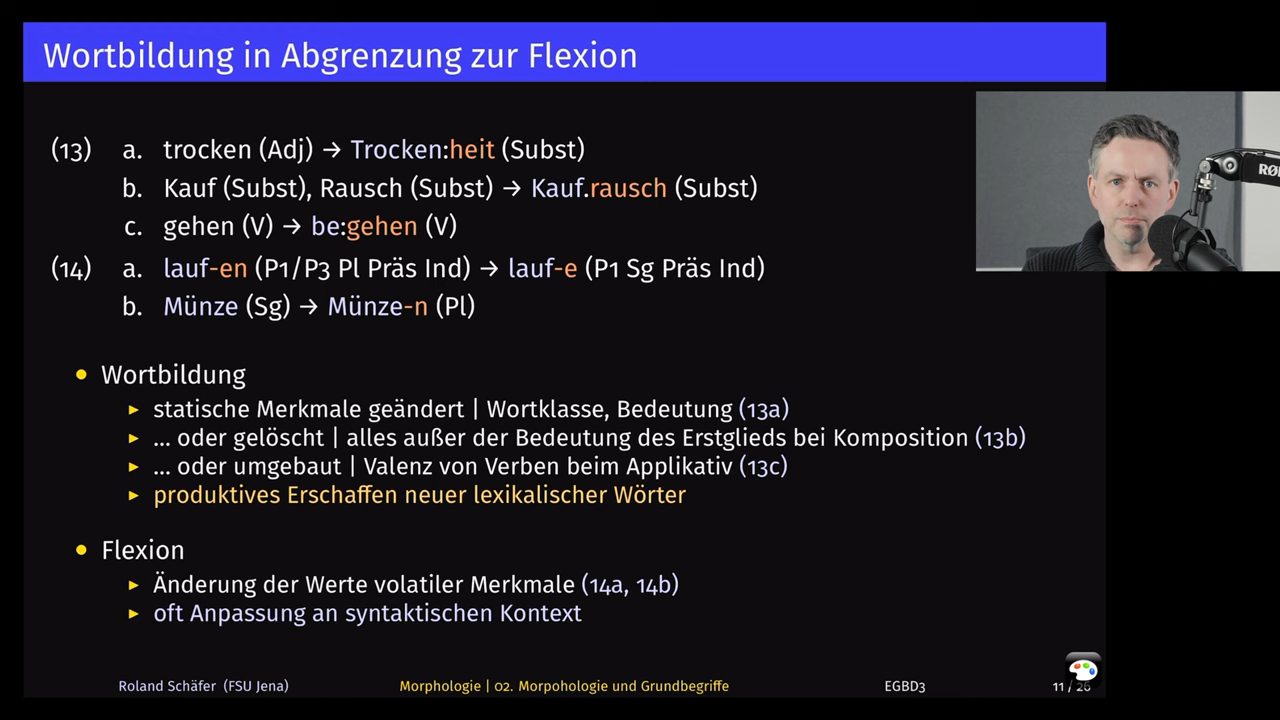 Wortbildung in Abgrenzung zur Flexion
(13) a. trocken (Adj) → Trocken:heit (Subst)
b. Kauf (Subst), Rausch (Subst) → Kauf.rausch (Subst)
c. gehen (V) → be:gehen (V)
(14) a. lauf-en (P1/P3 Pl Präs Ind) → lauf-e (P1 Sg Präs Ind)
b. Münze (Sg) → Münze-n (Pl)
• Wortbildung
▸ statische Merkmale geändert | Wortklasse, Bedeutung (13a)
▸ … oder gelöscht | alles außer der Bedeutung des Erstglieds bei Komposition (13b)
▸ … oder umgebaut | Valenz von Verben beim Applikativ (13c)
▸ produktives Erschaffen neuer lexikalischer Wörter
• Flexion
▸ Änderung der Werte volatiler Merkmale (14a, 14b)
▸ oft Anpassung an syntaktischen Kontext
Roland Schäfer (FSU Jena) Morphologie | 02. Morpohologie und Grundbegriffe EGBD3 11 / 26